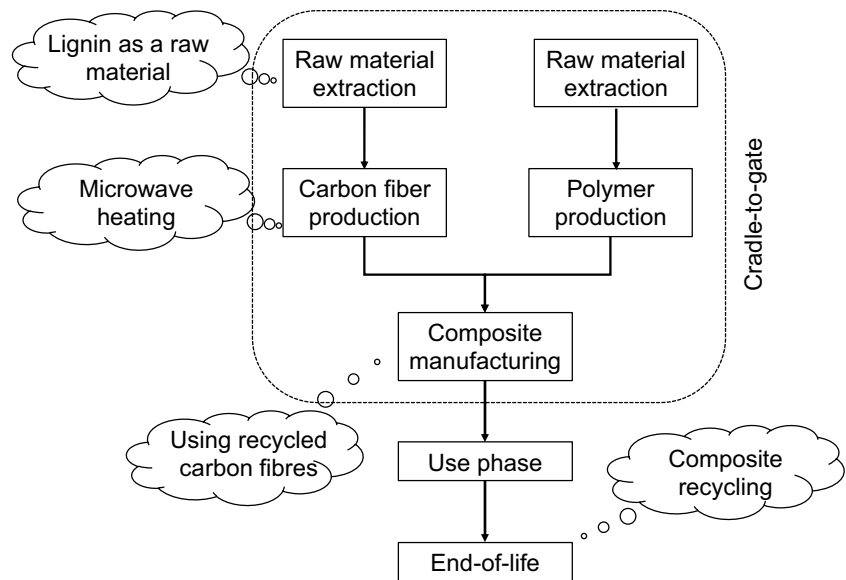 Lignin as a raw
material
Raw material
extraction
Raw material
extraction
Microwave
heating
Carbon fiber
production
Polymer
production
Cradle-to-gate
Composite
manufacturing
Using recycled
carbon fibres
Use phase
Composite
recycling
End-of-life